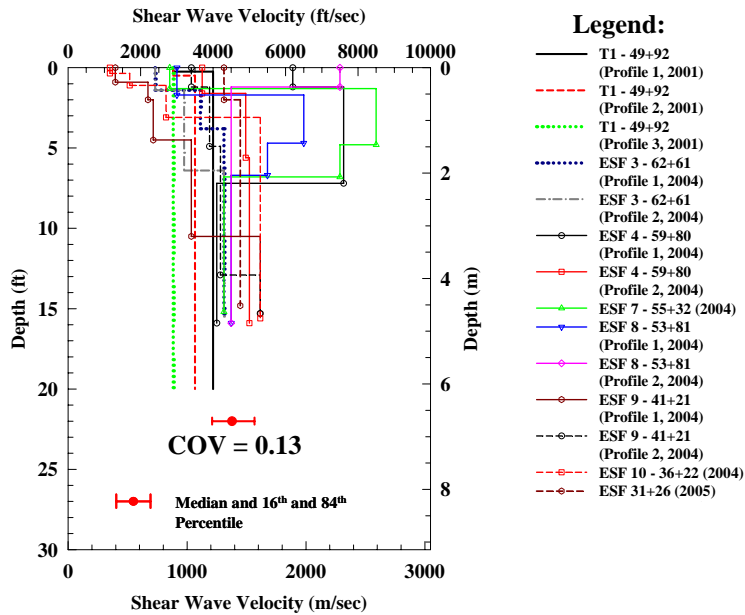 Shear Wave Velocity (ft/sec)
0 2000 4000 6000 8000 10000
0
5
10
15
20
25
30
Depth (ft)
0
2
4
6
8
Depth (m)
COV = 0.13
Median and 16th and 84th
Percentile
0 1000 2000 3000
Shear Wave Velocity (m/sec)
Legend:
T1 - 49+92
(Profile 1, 2001)
T1 - 49+92
(Profile 2, 2001)
T1 - 49+92
(Profile 3, 2001)
ESF 3 - 62+61
(Profile 1, 2004)
ESF 3 - 62+61
(Profile 2, 2004)
ESF 4 - 59+80
(Profile 1, 2004)
ESF 4 - 59+80
(Profile 2, 2004)
ESF 7 - 55+32 (2004)
ESF 8 - 53+81
(Profile 1, 2004)
ESF 8 - 53+81
(Profile 2, 2004)
ESF 9 - 41+21
(Profile 1, 2004)
ESF 9 - 41+21
(Profile 2, 2004)
ESF 10 - 36+22 (2004)
ESF 31+26 (2005)